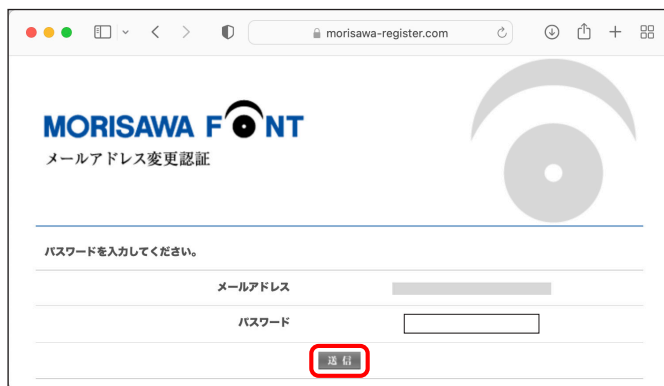 morisawa-register.com
MORISAWA FONT
メールアドレス変更認証
パスワードを入力してください。
メールアドレス
パスワード
送信